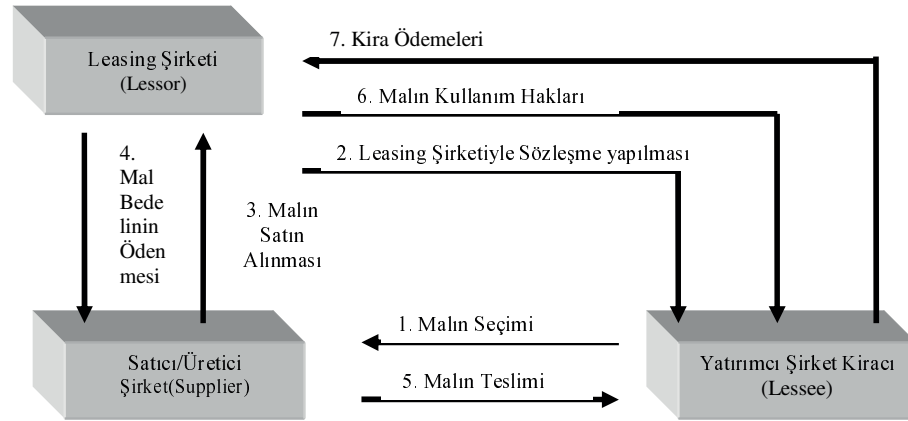 7. Kira Ödemeleri
Leasing Şirketi
(Lessor)
6. Malın Kullanım Hakları
2. Leasing Şirketiyle Sözleşme yapılması
4.
Mal
Bede
linin
Öden
mesi
3. Malın
Satın
Alınması
1. Malın Seçimi
Satıcı/Üretici
Şirket(Supplier)
5. Malın Teslimi
Yatırımcı Şirket Kiracı
(Lessee)